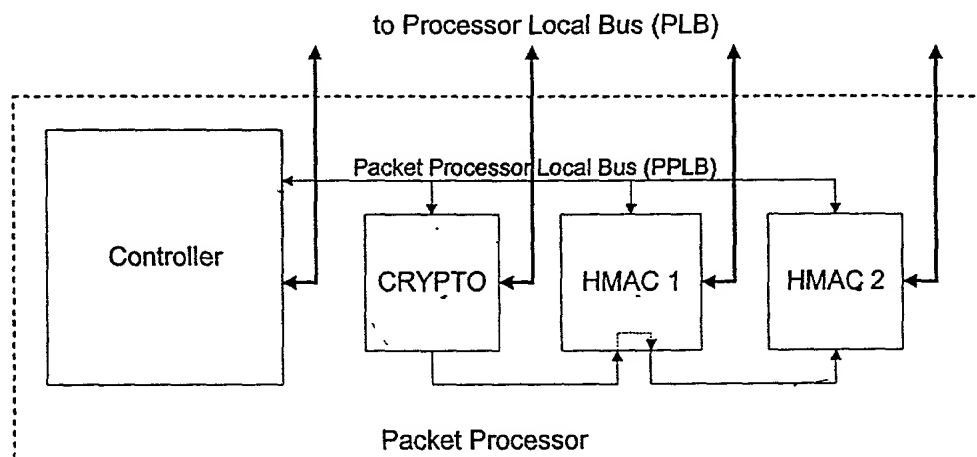 to Processor Local Bus (PLB)
Packet Processor Local Bus (PPLB)
Controller
CRYPTO
HMAC 1
HMAC 2
Packet Processor